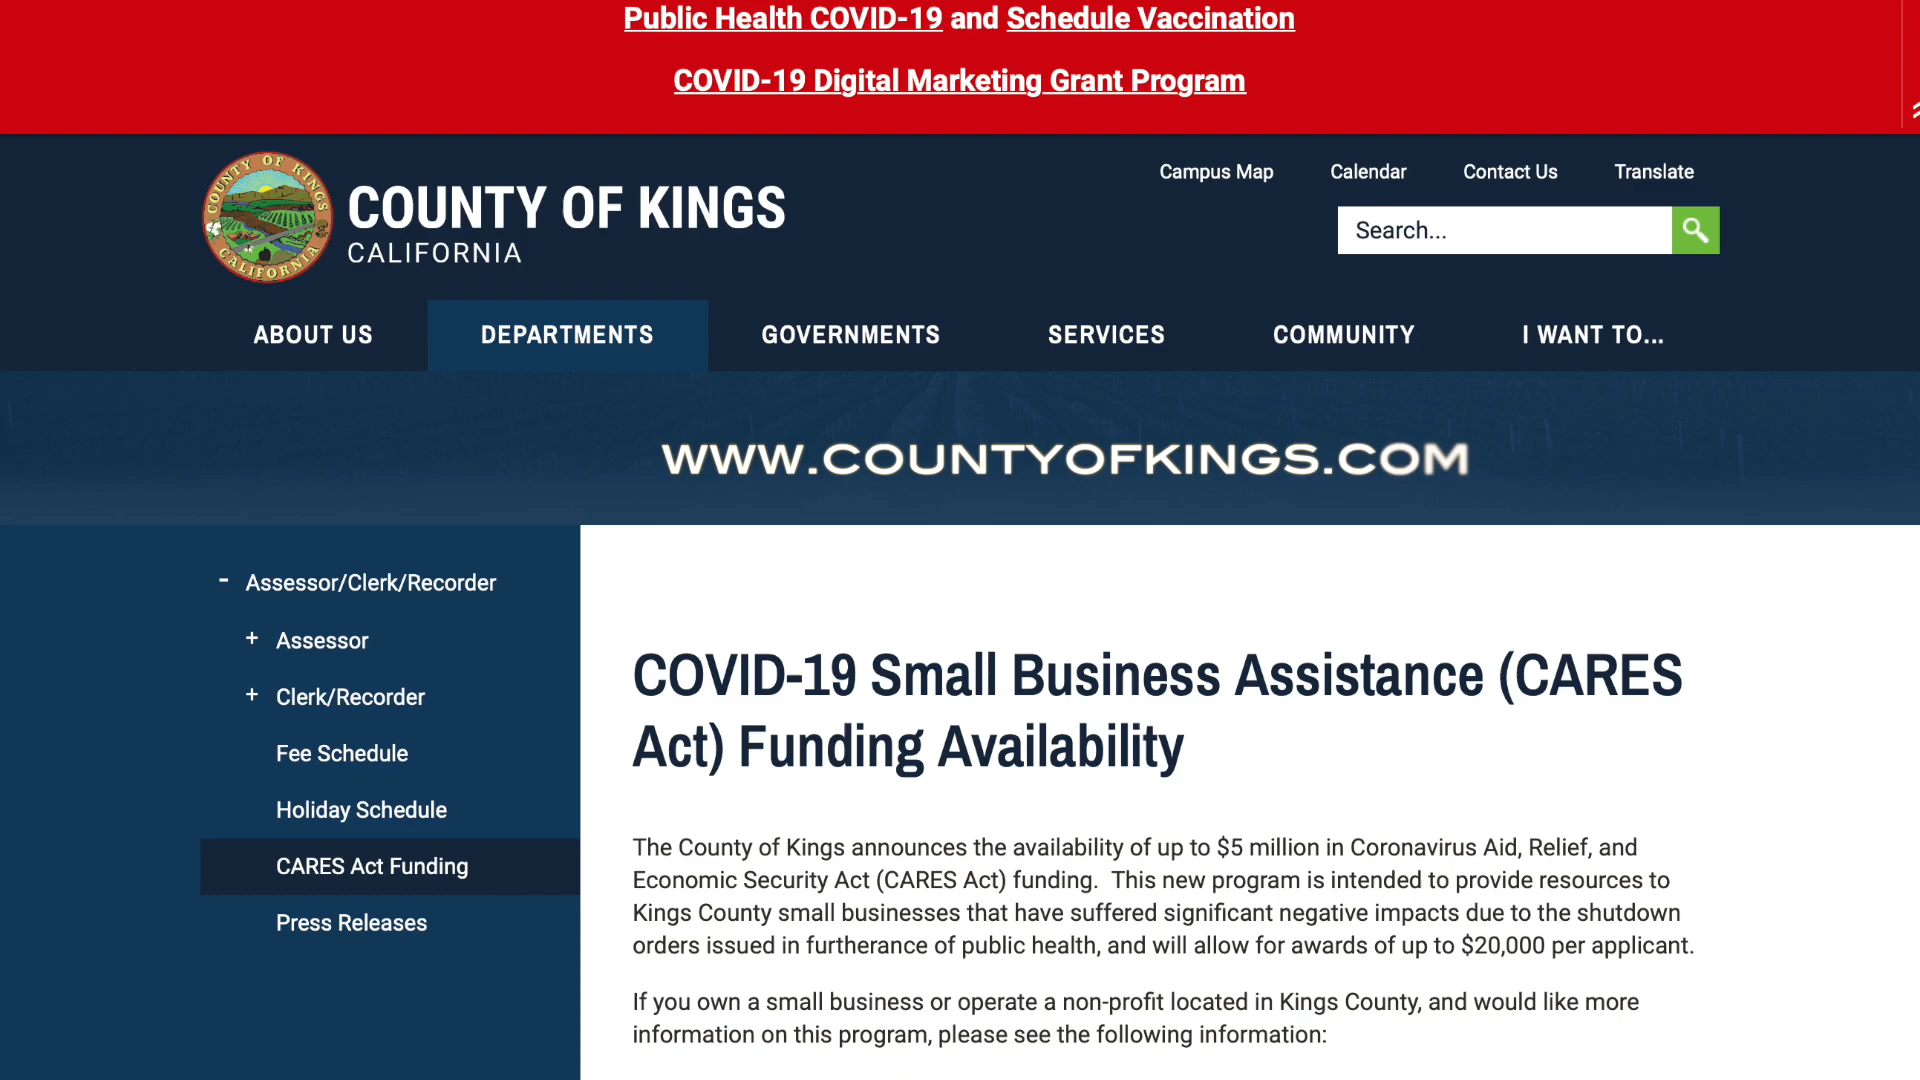 Public Health COVID-19 and Schedule Vaccination
COVID-19 Digital Marketing Grant Program
COUNTY OF KINGS
CALIFORNIA
COUNTY OF KINGS
CALIFORNIA
Campus Map
Calendar
Contact Us
Translate
Search...
ABOUT US
DEPARTMENTS
GOVERNMENTS
SERVICES
COMMUNITY
I WANT TO...
WWW.COUNTYOFKINGS.COM
- Assessor/Clerk/Recorder
+ Assessor
+ Clerk/Recorder
Fee Schedule
Holiday Schedule
CARES Act Funding
Press Releases
COVID-19 Small Business Assistance (CARES
Act) Funding Availability
The County of Kings announces the availability of up to $5 million in Coronavirus Aid, Relief, and
Economic Security Act (CARES Act) funding.  This new program is intended to provide resources to
Kings County small businesses that have suffered significant negative impacts due to the shutdown
orders issued in furtherance of public health, and will allow for awards of up to $20,000 per applicant.
If you own a small business or operate a non-profit located in Kings County, and would like more
information on this program, please see the following information: